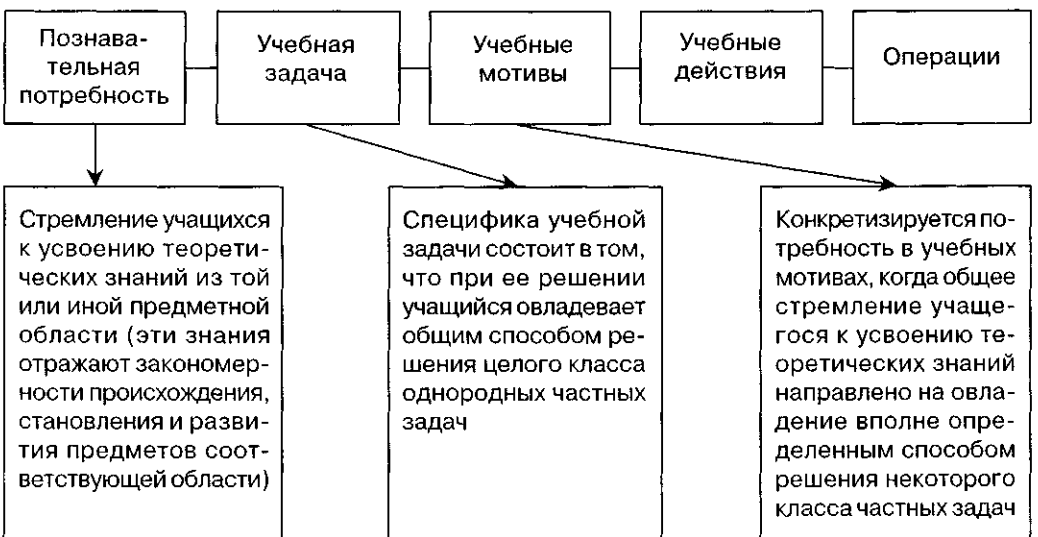 Познава-
тельная
потребность
Учебная
задача
Учебные
мотивы
Учебные
действия
Операции
Стремление учащихся
к усвоению теорети-
ческих знаний из той
или иной предметной
области (эти знания
отражают закономер-
ности происхождения,
становления и разви-
тия предметов соот-
ветствующей области)
Специфика учебной
задачи состоит в том,
что при ее решении
учащийся овладевает
общим способом ре-
шения целого класса
однородных частных
задач
Конкретизируется по-
требность в учебных
мотивах, когда общее
стремление учаще-
гося к усвоению те-
оретических знаний
направлено на овла-
дение вполне опре-
деленным способом
решения некоторого
класса частных задач